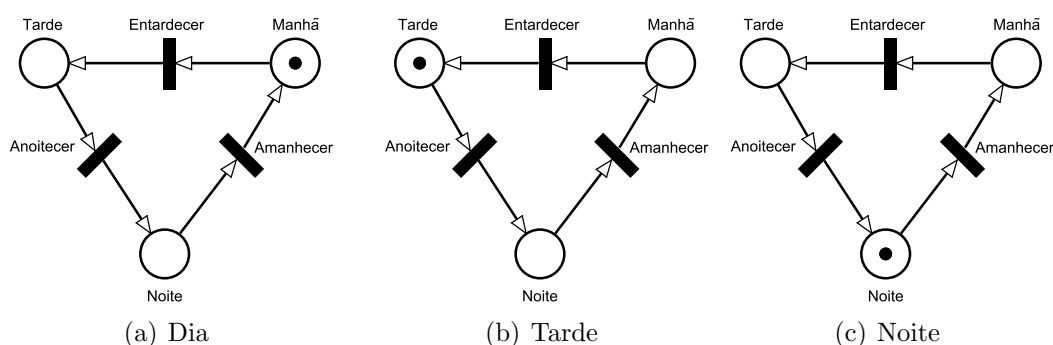 Tarde Entardecer Manhã
Anoitecer Amanhecer
Noite
(a) Dia
Tarde Entardecer Manhã
Anoitecer Amanhecer
Noite
(b) Tarde
Tarde Entardecer Manhã
Anoitecer Amanhecer
Noite
(c) Noite